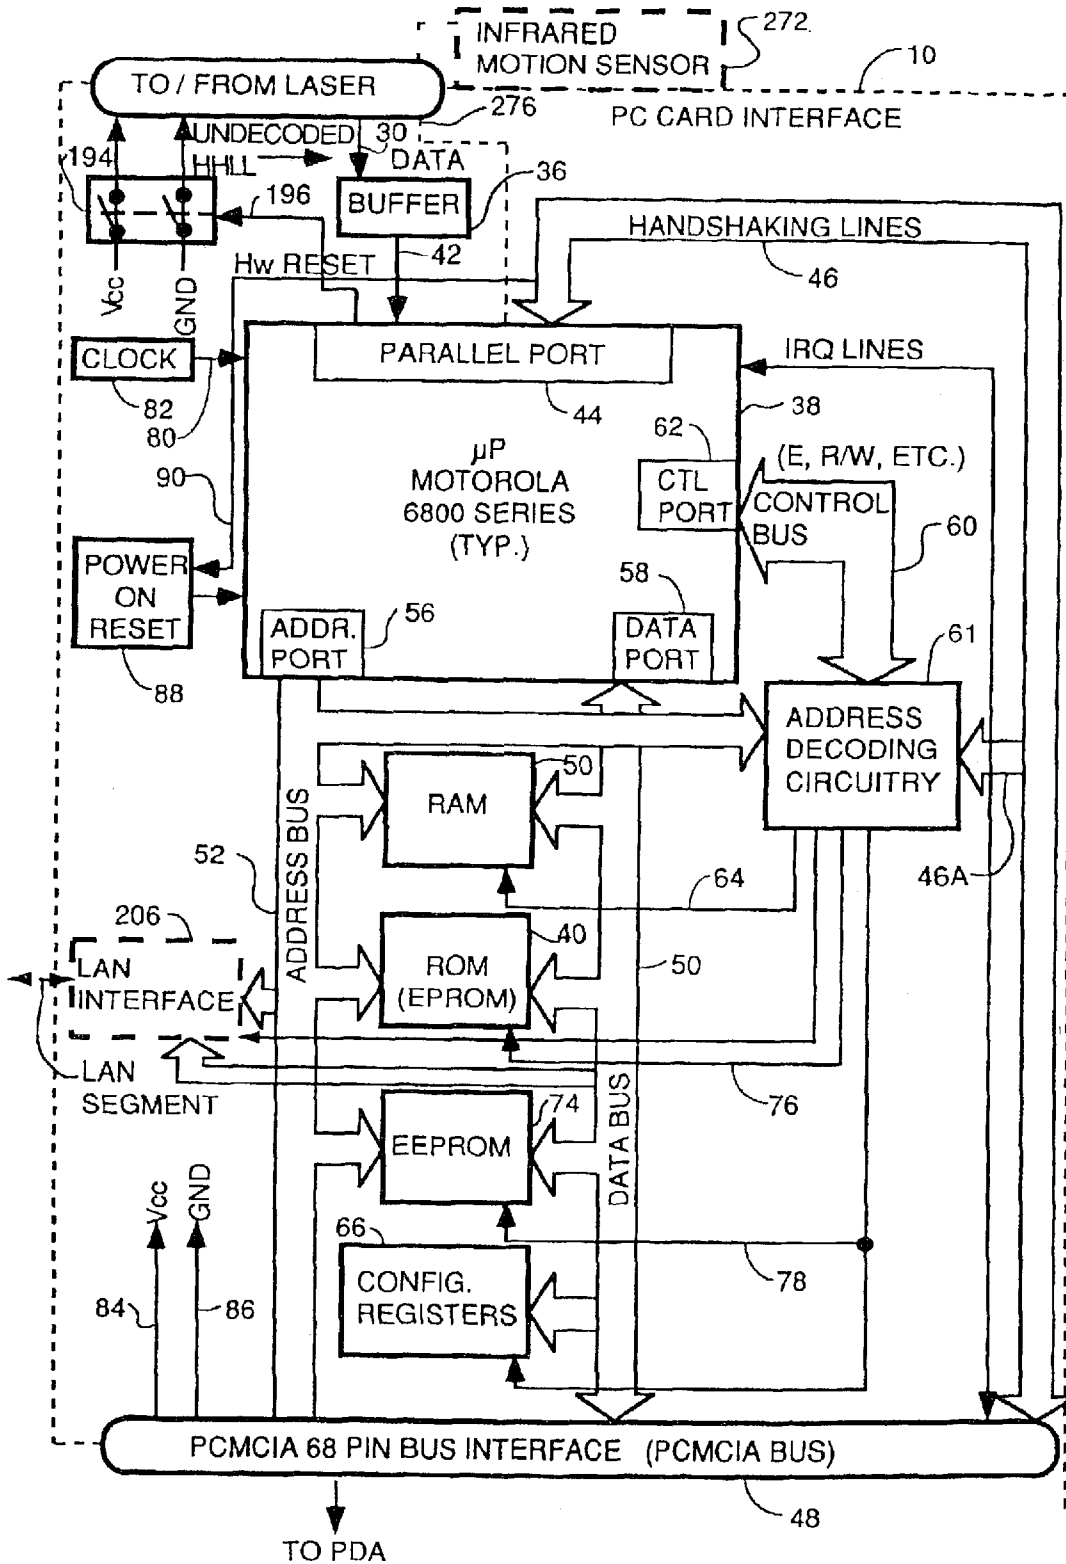 INFRARED
MOTION SENSOR
272
10
TO / FROM LASER
276
PC CARD INTERFACE
UNDECODED
HHLL
30
DATA
194
36
BUFFER
196
HANDSHAKING LINES
42
46
Hw RESET
Vcc
GND
CLOCK
PARALLEL PORT
IRQ LINES
82
80
44
38
62
µP
MOTOROLA
6800 SERIES
(TYP.)
(E, R/W, ETC.)
CTL
PORT
CONTROL
BUS
90
60
POWER
ON
RESET
58
56
61
ADDR.
PORT
DATA
PORT
88
ADDRESS
DECODING
CIRCUITRY
50
RAM
ADDRESS BUS
52
64
46A
206
40
LAN
INTERFACE
ROM
(EPROM)
50
LAN
SEGMENT
76
74
EEPROM
DATA BUS
Vcc
GND
66
78
CONFIG.
REGISTERS
84
86
PCMCIA 68 PIN BUS INTERFACE (PCMCIA BUS)
48
TO PDA